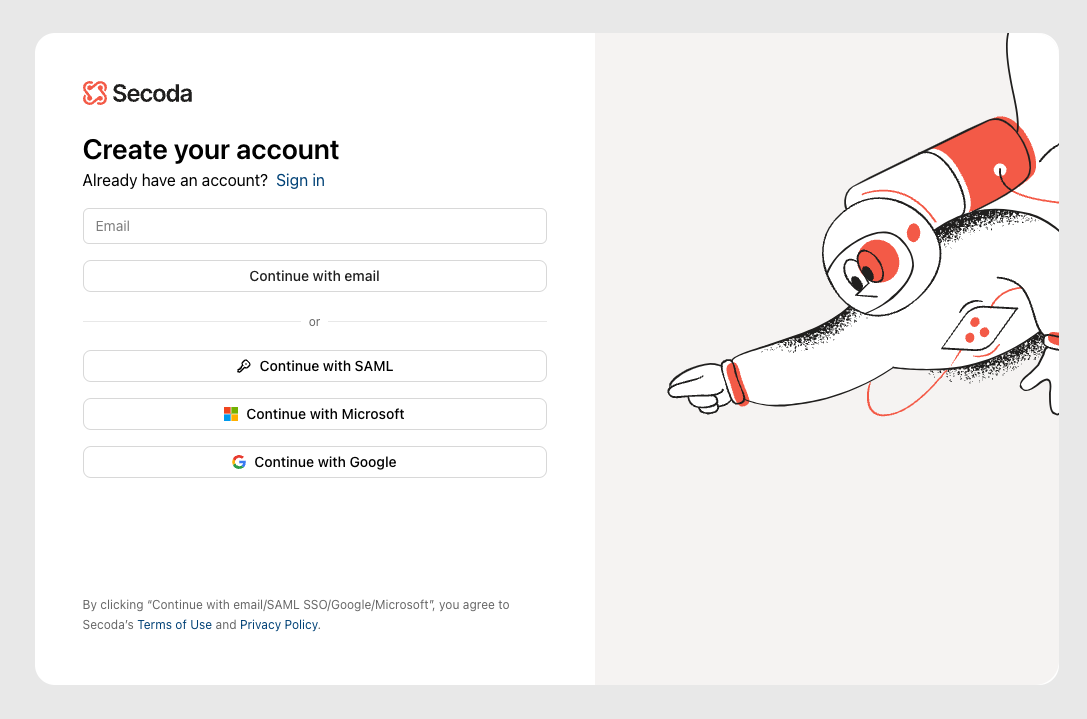 Secoda
Create your account
Already have an account? Sign in
Email
Continue with email
or
Continue with SAML
Continue with Microsoft
Continue with Google
By clicking “Continue with email/SAML SSO/Google/Microsoft”, you agree to
Secoda’s Terms of Use and Privacy Policy.